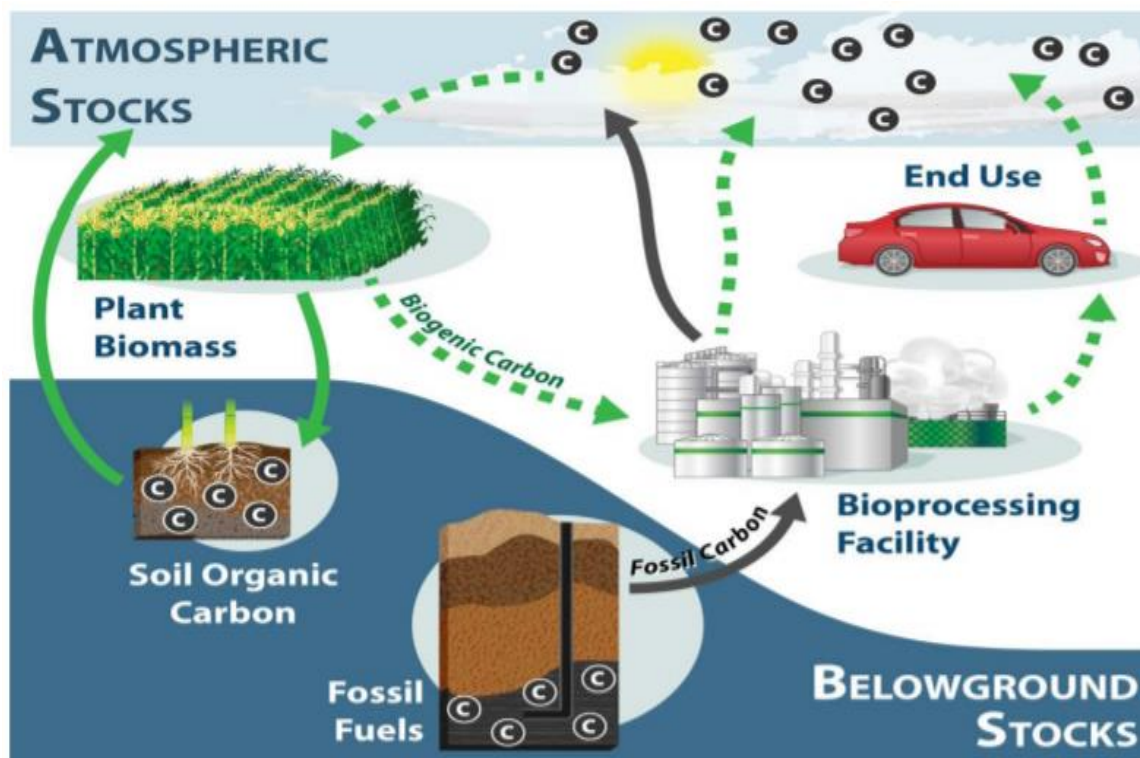 ATMOSPHERIC
STOCKS
C
C
C
C
C
C
C
C
C
C
C
C
End Use
Plant
Biomass
Biogenic Carbon
Bioprocessing
Facility
C
C
C
C
C
Soil Organic
Carbon
Fossil Carbon
Fossil
Fuels
C
C
C
C
C
BELOWGROUND
STOCKS